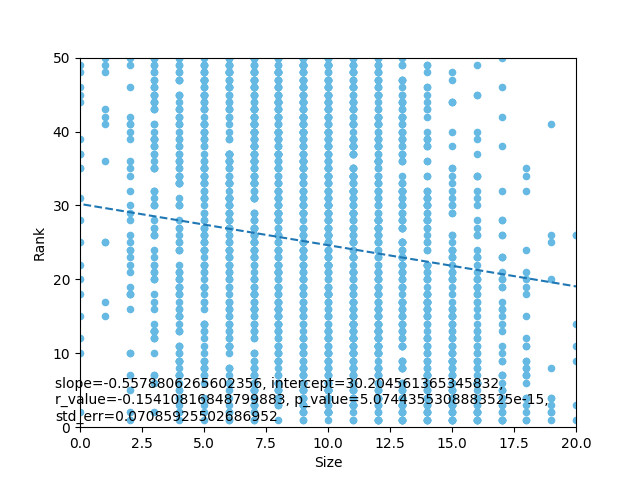 50
40
30
20
10
0
Rank
slope=-0.5578806265602356, intercept=30.204561365345832,
r_value=-0.15410816848799883, p_value=5.0744355308883525e-15,
std_err=0.07085925502686952
0.0 2.5 5.0 7.5 10.0 12.5 15.0 17.5 20.0
Size